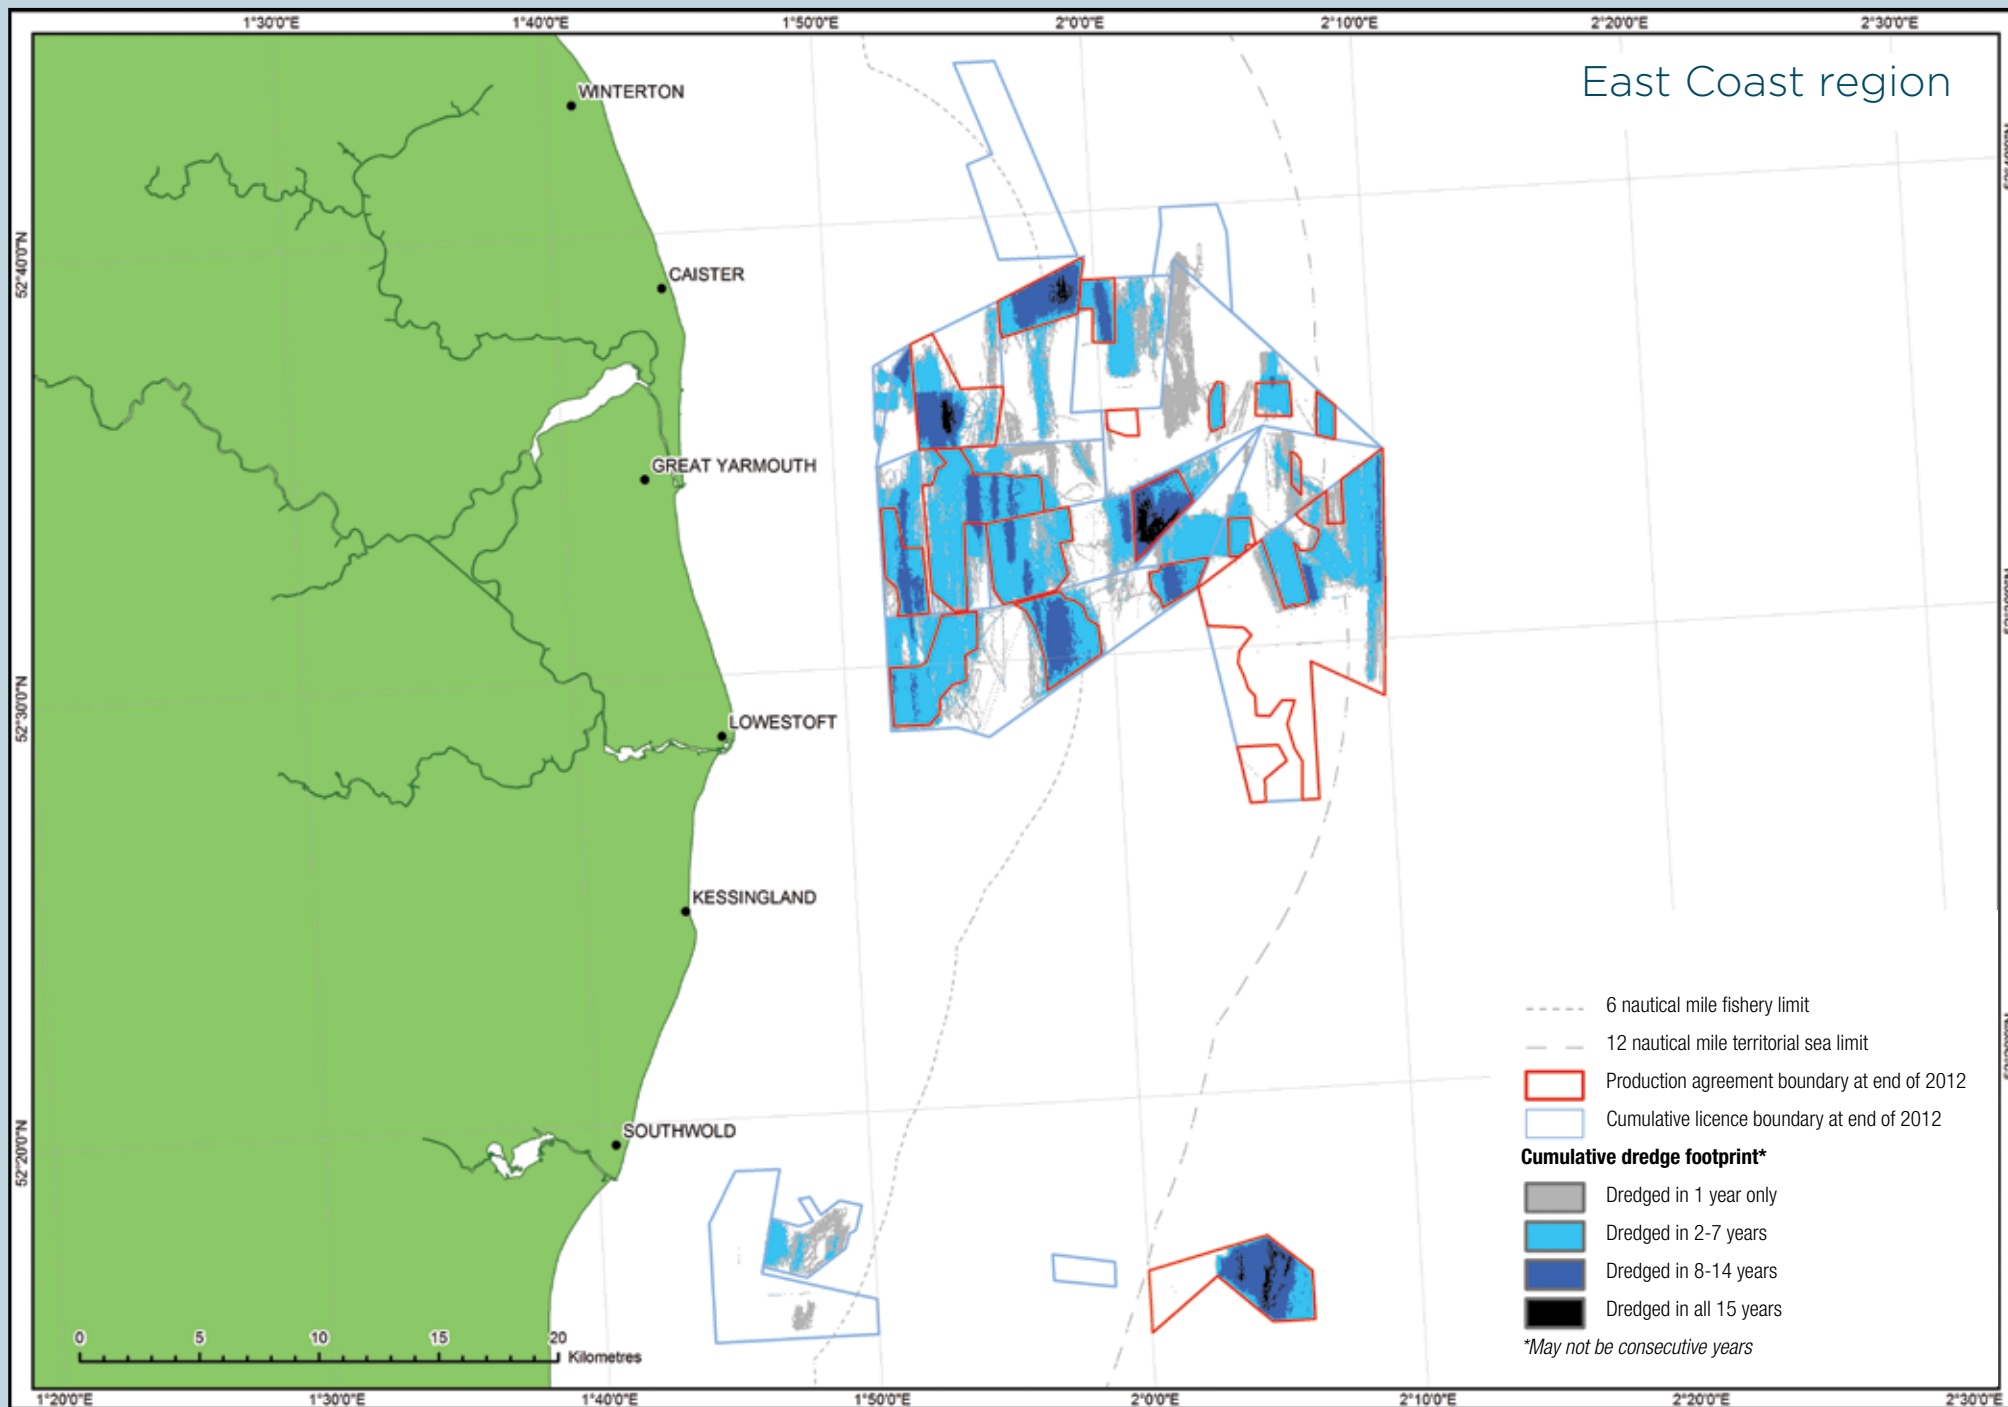 1°30'0"E 1°40'0"E 1°50'0"E 2°0'0"E 2°10'0"E 2°20'0"E 2°30'0"E
East Coast region
WINTERTON
52°40'0"N
CAISTER
GREAT YARMOUTH
52°30'0"N
LOWESTOFT
KESSINGLAND
52°20'0"N
SOUTHWOLD
6 nautical mile fishery limit
12 nautical mile territorial sea limit
Production agreement boundary at end of 2012
Cumulative licence boundary at end of 2012
Cumulative dredge footprint*
Dredged in 1 year only
Dredged in 2-7 years
Dredged in 8-14 years
Dredged in all 15 years
*May not be consecutive years
0 5 10 15 20
Kilometres
1°20'0"E 1°30'0"E 1°40'0"E 1°50'0"E 2°0'0"E 2°10'0"E 2°20'0"E 2°30'0"E